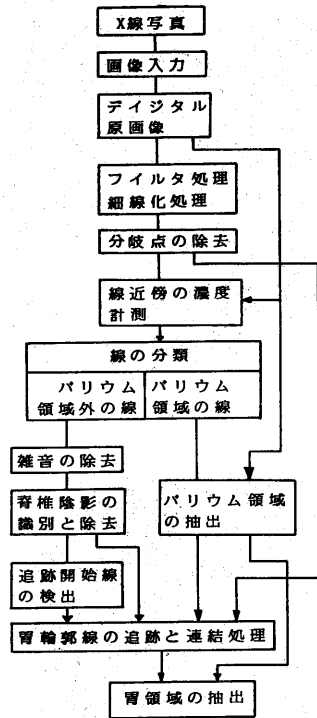 X線写真
画像入力
デイジタル
原画像
フイルタ処理
細線化処理
分岐点の除去
線近傍の濃度
計測
線の分類
バリウム
領域外の線
バリウム
領域の線
雑音の除去
脊椎陰影の
識別と除去
バリウム領域
の抽出
追跡開始線
の検出
胃輪郭線の追跡と連結処理
胃領域の抽出